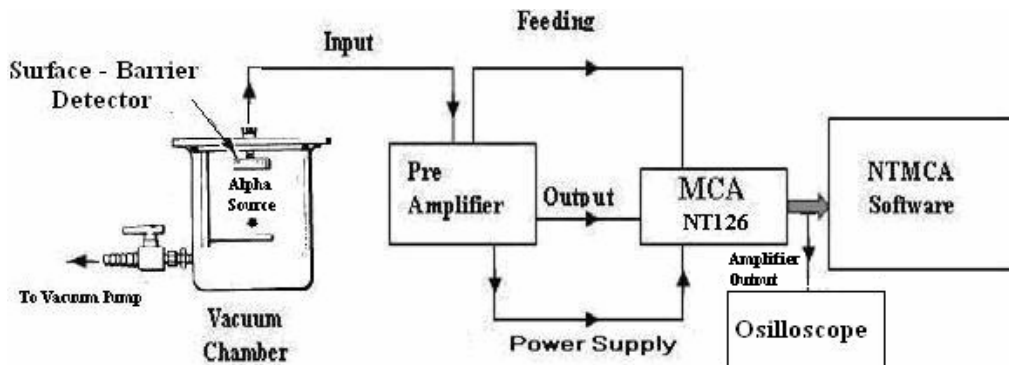 Feeding
Input
Surface - Barrier
Detector
Alpha
Source
To Vacuum Pump
Vacuum
Chamber
Pre
Amplifier
Output
MCA
NT126
NTMCA
Software
Amplifier
Output
Osilloscope
Power Supply